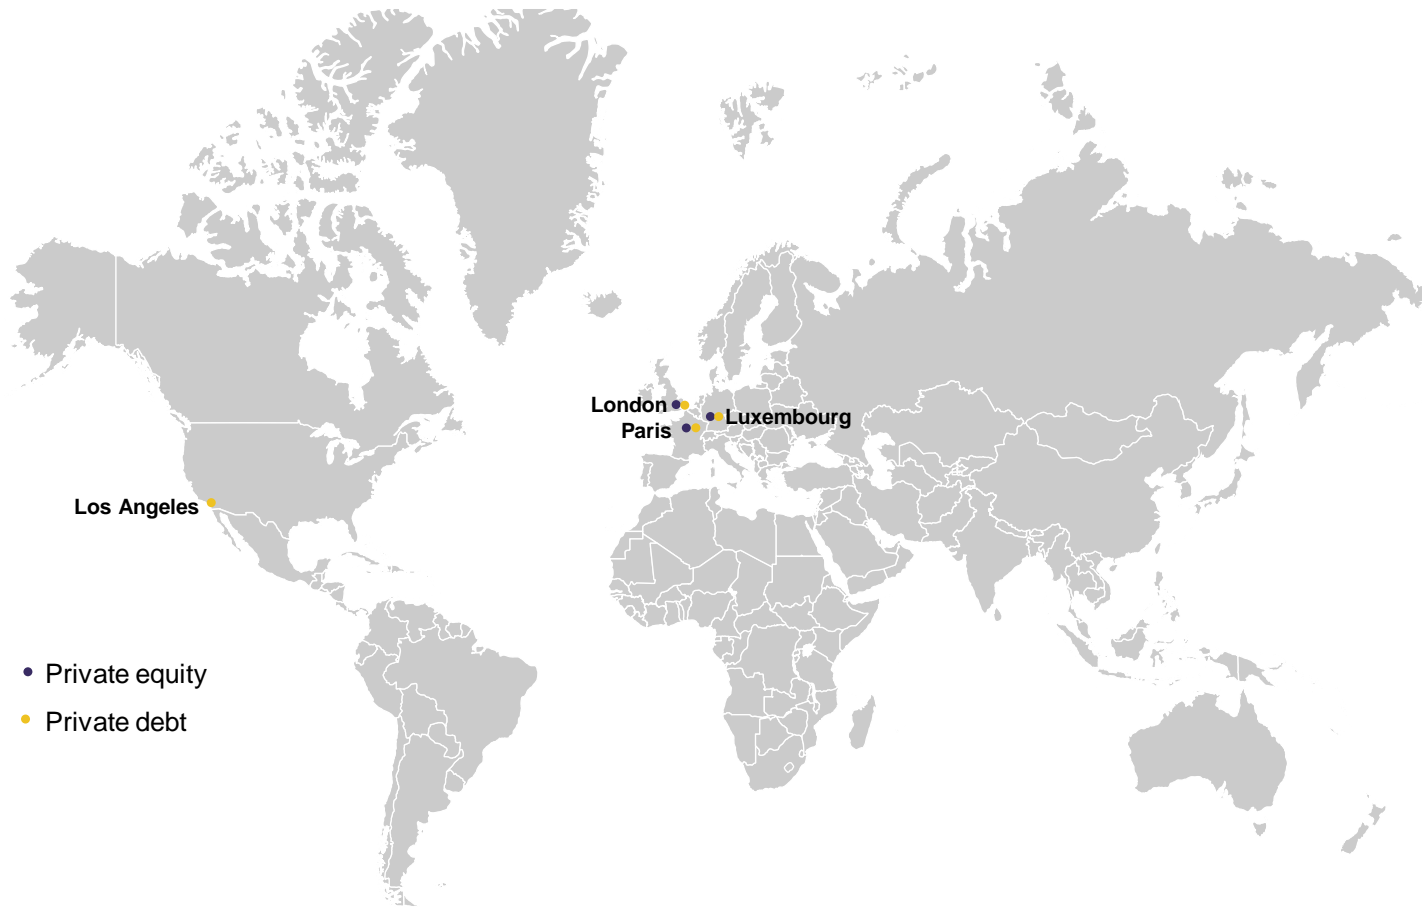 London
Luxembourg
Paris
Los Angeles
Private equity
Private debt